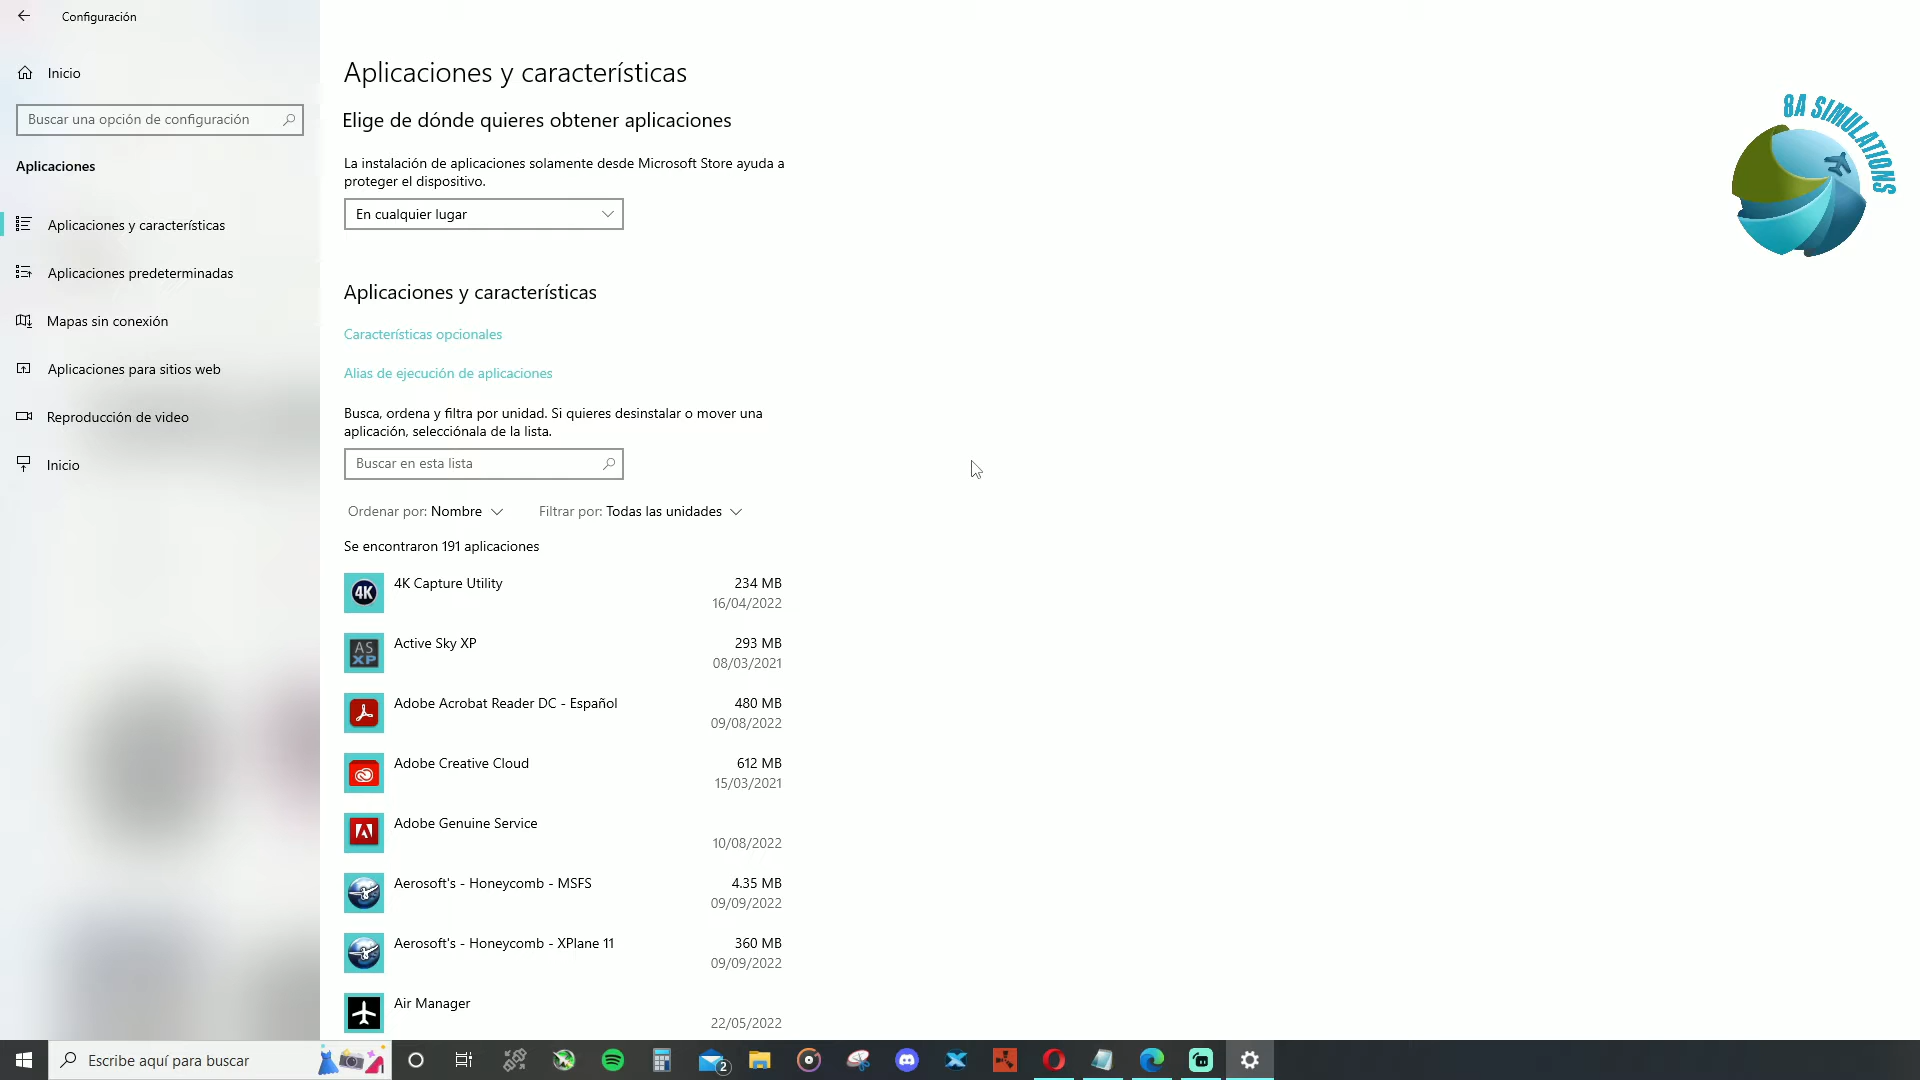 Configuración
Inicio
Buscar una opción de configuración
Aplicaciones
Aplicaciones y características
Aplicaciones predeterminadas
Mapas sin conexión
Aplicaciones para sitios web
Reproducción de video
Inicio
Aplicaciones y características
Elige de dónde quieres obtener aplicaciones
La instalación de aplicaciones solamente desde Microsoft Store ayuda a
proteger el dispositivo.
En cualquier lugar
Aplicaciones y características
Características opcionales
Alias de ejecución de aplicaciones
Busca, ordena y filtra por unidad. Si quieres desinstalar o mover una
aplicación, selecciónala de la lista.
Buscar en esta lista
Ordenar por: Nombre Filtrar por: Todas las unidades
Se encontraron 191 aplicaciones
4K
4K Capture Utility 234 MB
16/04/2022
AS
XP
Active Sky XP 293 MB
08/03/2021
Adobe Acrobat Reader DC - Español 480 MB
09/08/2022
Adobe Creative Cloud 612 MB
15/03/2021
Adobe Genuine Service
10/08/2022
Aerosoft's - Honeycomb - MSFS 4.35 MB
09/09/2022
Aerosoft's - Honeycomb - XPlane 11 360 MB
09/09/2022
Air Manager
22/05/2022
8A SIMULATIONS
Escribe aquí para buscar
2